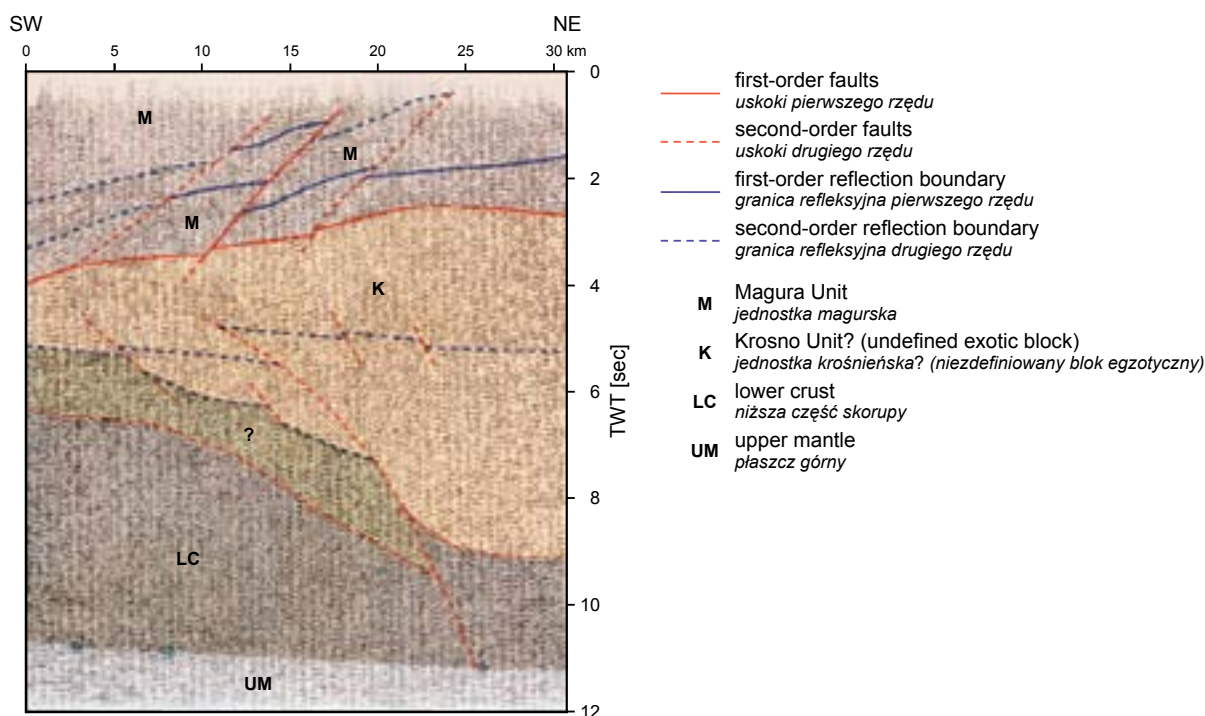 SW NE
0 5 10 15 20 25 30 km
0
2
4
6
8
10
12
TWT [sec]
M
M
M
K
?
LC
UM
first-order faults
uskoki pierwszego rzędu
second-order faults
uskoki drugiego rzędu
first-order reflection boundary
granica refleksyjna pierwszego rzędu
second-order reflection boundary
granica refleksyjna drugiego rzędu
M Magura Unit
jednostka magurska
K Krosno Unit? (undefined exotic block)
jednostka krośnieńska? (niezdefiniowany blok egzotyczny)
LC lower crust
niższa część skorupy
UM upper mantle
płaszcz górny